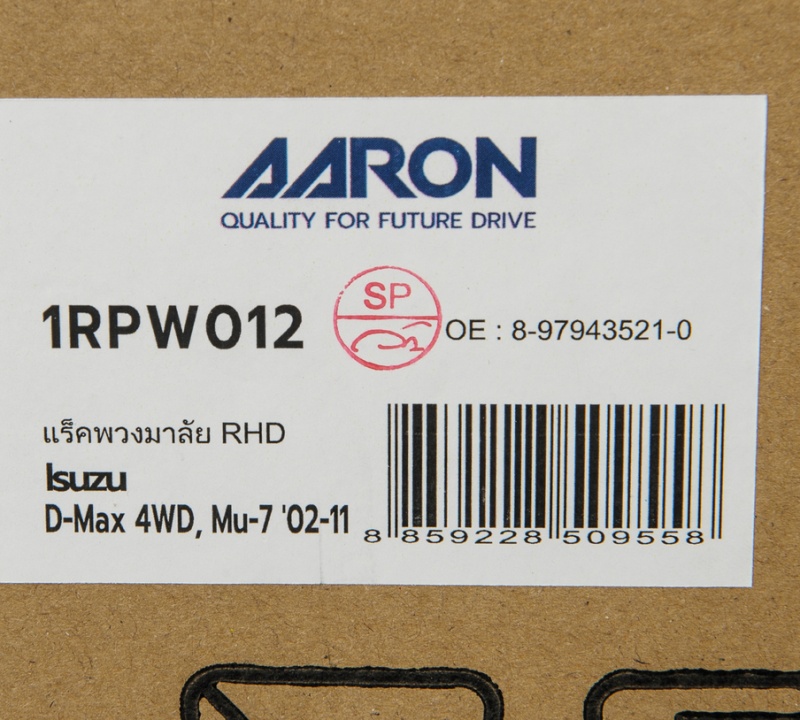 AARON
QUALITY FOR FUTURE DRIVE
1RPW012
SP
OE : 8-97943521-0
แร็คพวงมาลัย RHD
Isuzu
D-Max 4WD, Mu-7 '02-11
8 859228 509558